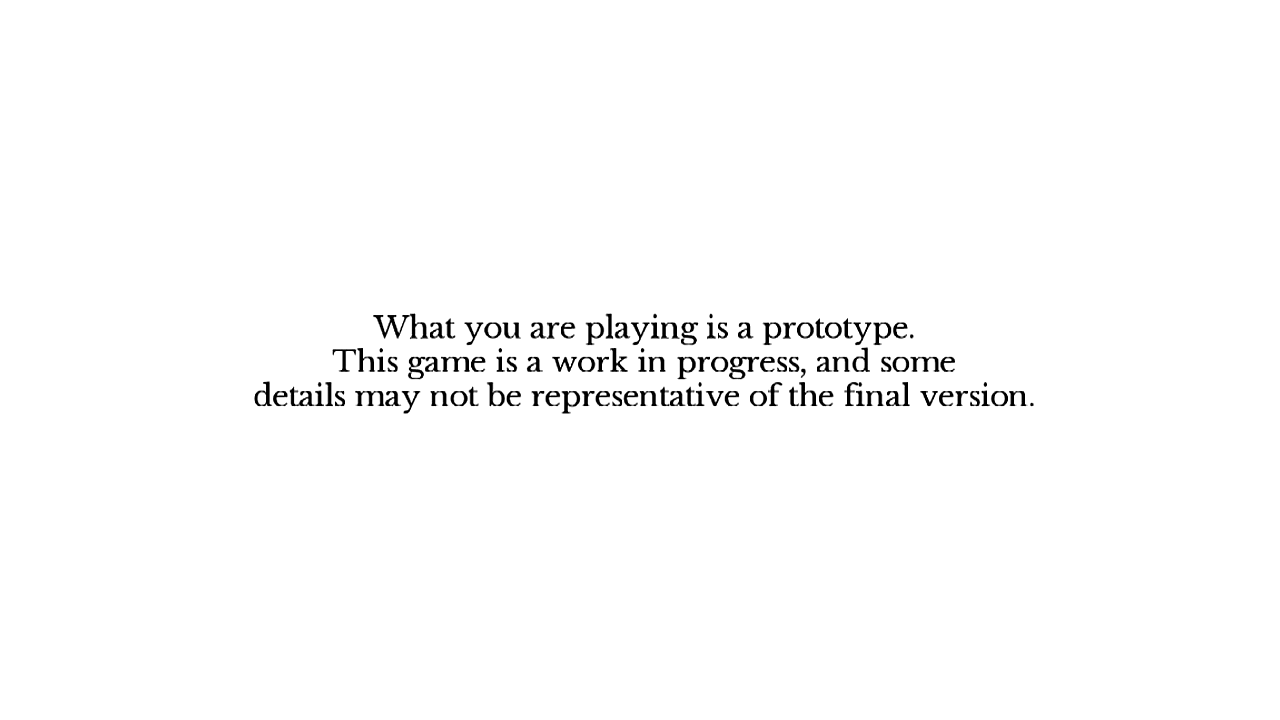 What you are playing is a prototype.
This game is a work in progress, and some
details may not be representative of the final version.